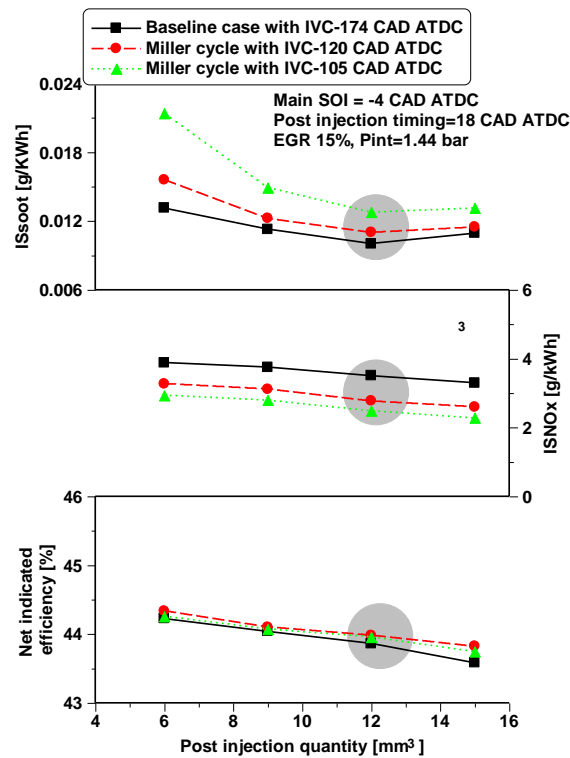 Baseline case with IVC-174 CAD ATDC
Miller cycle with IVC-120 CAD ATDC
Miller cycle with IVC-105 CAD ATDC
Main SOI = -4 CAD ATDC
Post injection timing=18 CAD ATDC
EGR 15%, Pint=1.44 bar
0.024
0.018
0.012
0.006
ISsoot [g/KWh]
3
6
4
2
0
ISNOx [g/kWh]
46
45
44
43
Net indicated
efficiency [%]
4 6 8 10 12 14 16
Post injection quantity [mm³ ]